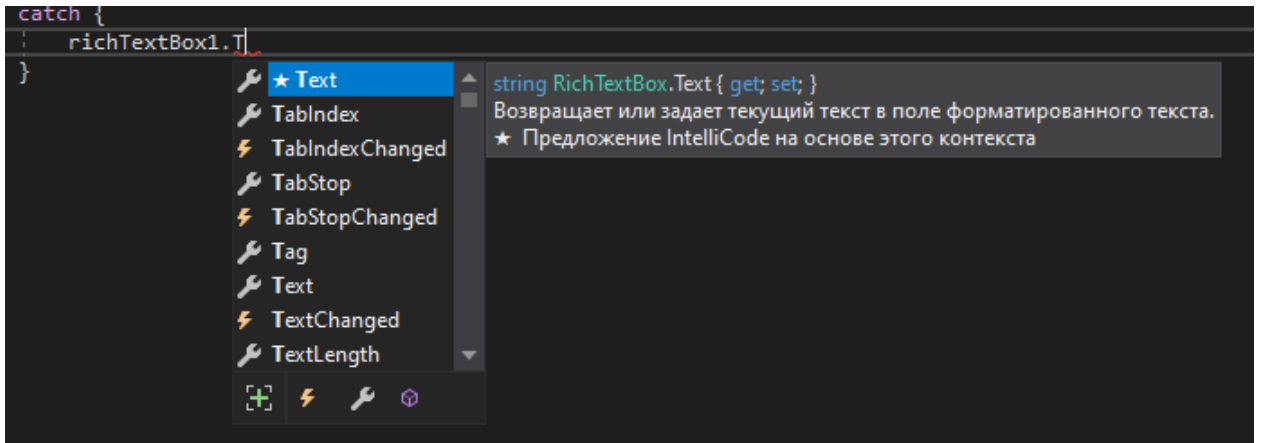 catch {
richTextBox1.T
}
★ Text
TabIndex
TabIndexChanged
TabStop
TabStopChanged
Tag
Text
TextChanged
TextLength
string RichTextBox.Text { get; set; }
Возвращает или задает текущий текст в поле форматированного текста.
★ Предложение IntelliCode на основе этого контекста